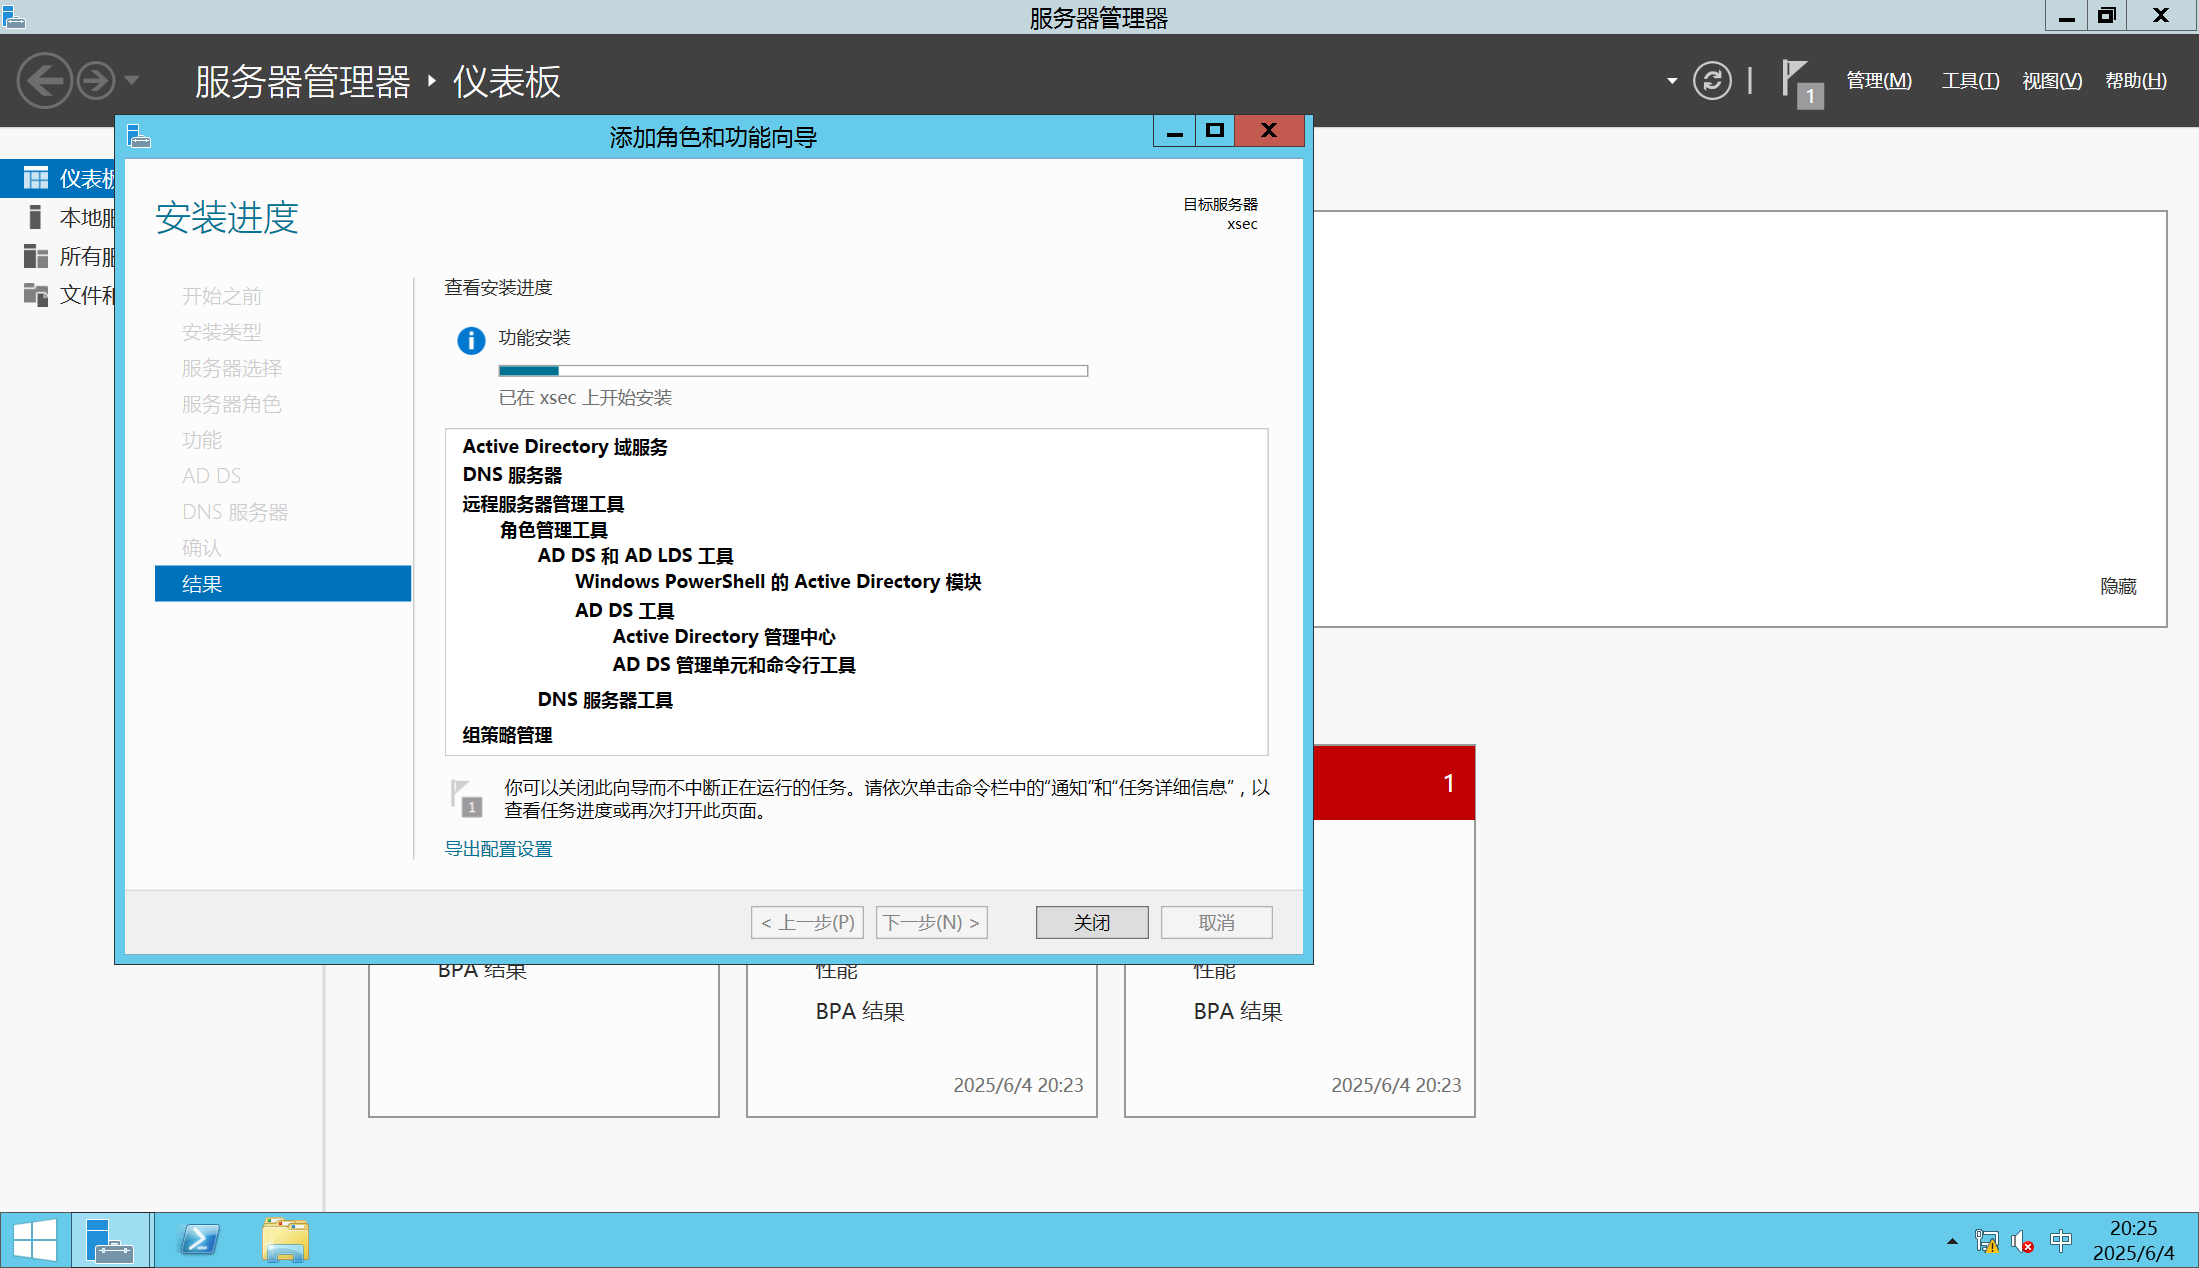 服务器管理器
服务器管理器 ▸ 仪表板
1
管理(M) 工具(T) 视图(V) 帮助(H)
添加角色和功能向导
仪表板
本地服
所有服
文件和
安装进度
目标服务器
xsec
开始之前
安装类型
服务器选择
服务器角色
功能
AD DS
DNS 服务器
确认
结果
查看安装进度
功能安装
已在 xsec 上开始安装
Active Directory 域服务
DNS 服务器
远程服务器管理工具
角色管理工具
AD DS 和 AD LDS 工具
Windows PowerShell 的 Active Directory 模块
AD DS 工具
Active Directory 管理中心
AD DS 管理单元和命令行工具
DNS 服务器工具
组策略管理
1
你可以关闭此向导而不中断正在运行的任务。请依次单击命令栏中的“通知”和“任务详细信息”，以
查看任务进度或再次打开此页面。
导出配置设置
< 上一步(P) 下一步(N) > 关闭 取消
隐藏
1
BPA 结果
性能
BPA 结果
2025/6/4 20:23
性能
BPA 结果
2025/6/4 20:23
中
20:25
2025/6/4